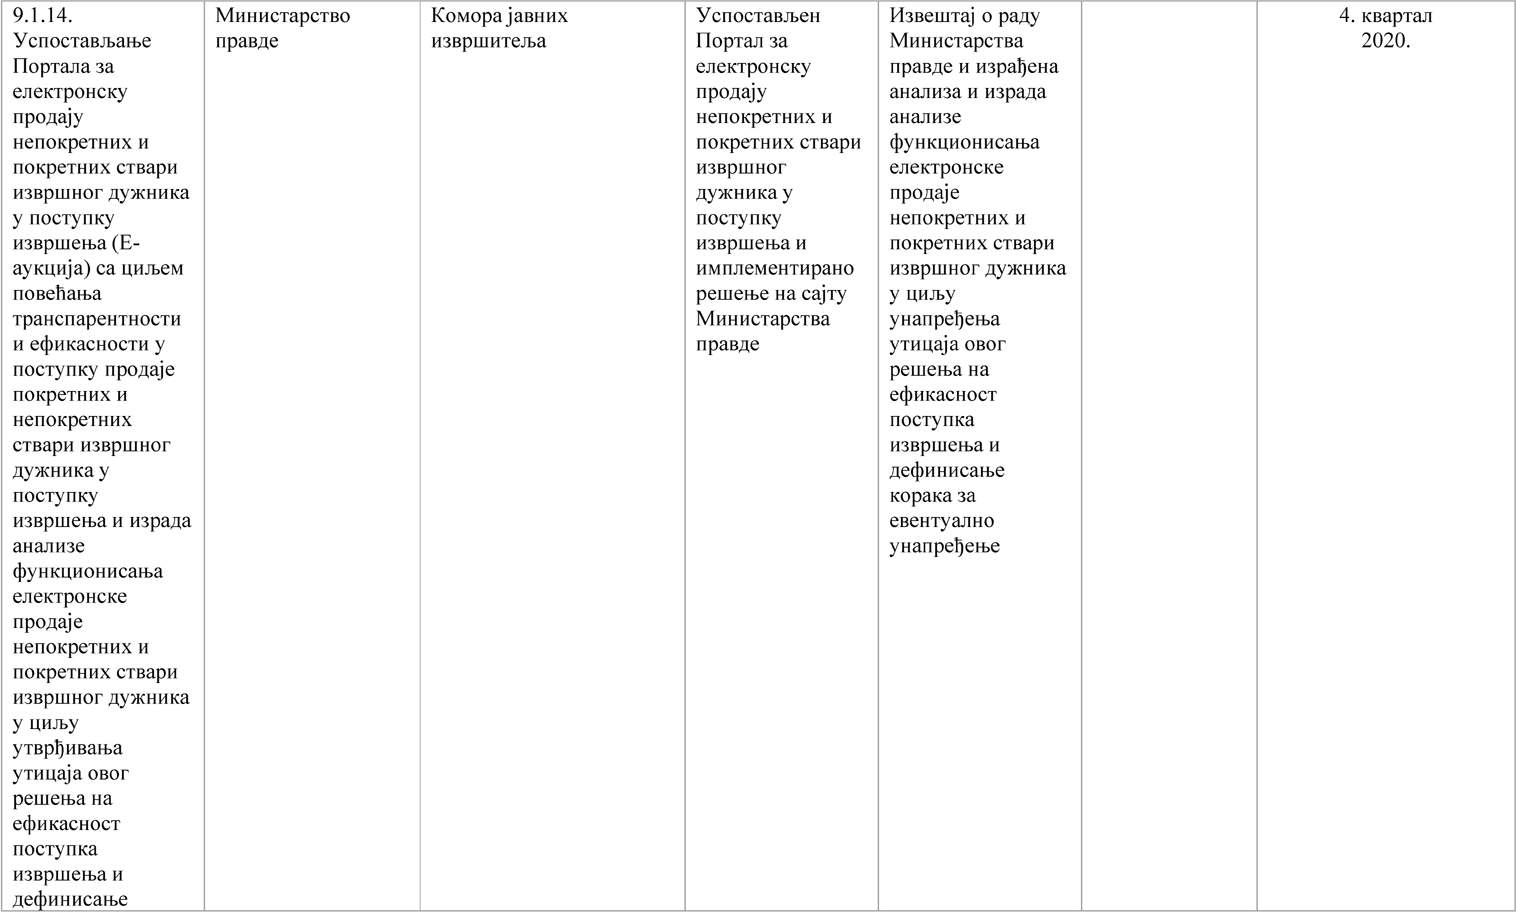 9.1.14.
Успостављање
Портала за
електронску
продају
непокретних и
покретних ствари
извршног дужника
у поступку
извршења (Е-
аукција) са циљем
повећања
транспарентности
и ефикасности у
поступку продаје
покретних и
непокретних
ствари извршног
дужника у
поступку
извршења и израда
анализе
функционисања
електронске
продаје
непокретних и
покретних ствари
извршног дужника
у циљу
утврђивања
утицаја овог
решења на
ефикасност
поступка
извршења и
дефинисање
Министарство
правде
Комора јавних
извршитеља
Успостављен
Портал за
електронску
продају
непокретних и
покретних ствари
извршног
дужника у
поступку
извршења и
имплементирано
решење на сајту
Министарства
правде
Извештај о раду
Министарства
правде и израђена
анализа и израда
анализе
функционисања
електронске
продаје
непокретних и
покретних ствари
извршног дужника
у циљу
унапређења
утицаја овог
решења на
ефикасност
поступка
извршења и
дефинисање
корака за
евентуално
унапређење
4. квартал
2020.